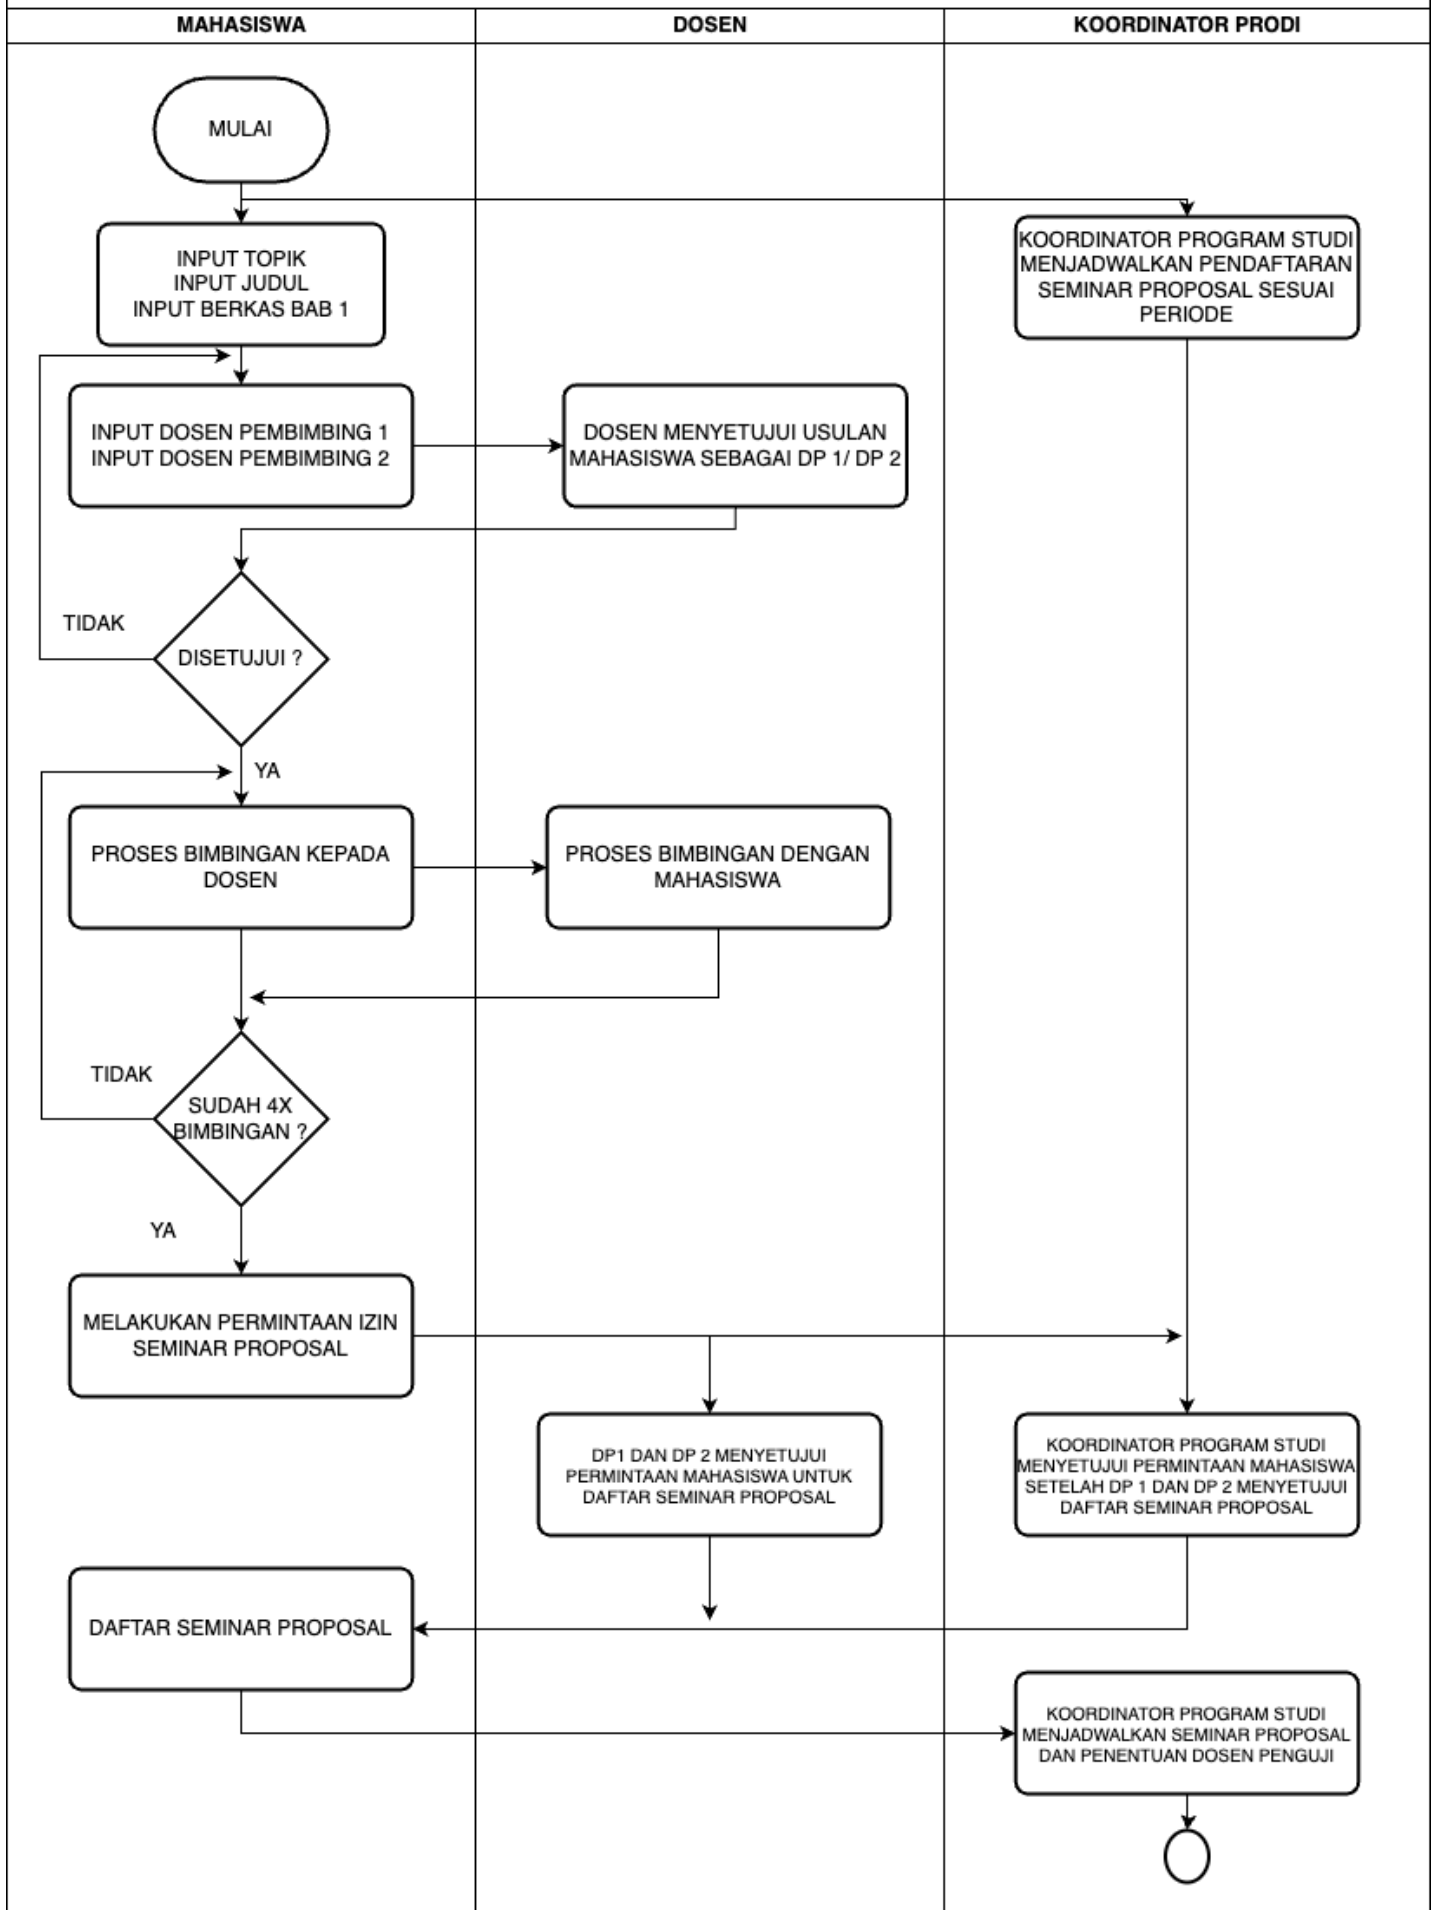 MAHASISWA
DOSEN
KOORDINATOR PRODI
MULAI
INPUT TOPIK
INPUT JUDUL
INPUT BERKAS BAB 1
KOORDINATOR PROGRAM STUDI
MENJADWALKAN PENDAFTARAN
SEMINAR PROPOSAL SESUAI
PERIODE
INPUT DOSEN PEMBIMBING 1
INPUT DOSEN PEMBIMBING 2
DOSEN MENYETUJUI USULAN
MAHASISWA SEBAGAI DP 1/ DP 2
TIDAK
DISETUJUI ?
YA
PROSES BIMBINGAN KEPADA
DOSEN
PROSES BIMBINGAN DENGAN
MAHASISWA
TIDAK
SUDAH 4X
BIMBINGAN ?
YA
MELAKUKAN PERMINTAAN IZIN
SEMINAR PROPOSAL
DP1 DAN DP 2 MENYETUJUI
PERMINTAAN MAHASISWA UNTUK
DAFTAR SEMINAR PROPOSAL
KOORDINATOR PROGRAM STUDI
MENYETUJUI PERMINTAAN MAHASISWA
SETELAH DP 1 DAN DP 2 MENYETUJUI
DAFTAR SEMINAR PROPOSAL
DAFTAR SEMINAR PROPOSAL
KOORDINATOR PROGRAM STUDI
MENJADWALKAN SEMINAR PROPOSAL
DAN PENENTUAN DOSEN PENGUJI